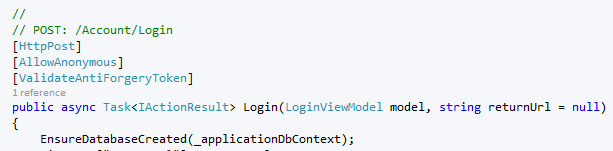 //
// POST: /Account/Login
[HttpPost]
[AllowAnonymous]
[ValidateAntiForgeryToken]
1 reference
public async Task<IActionResult> Login(LoginViewModel model, string returnUrl = null)
{
EnsureDatabaseCreated(_applicationDbContext);